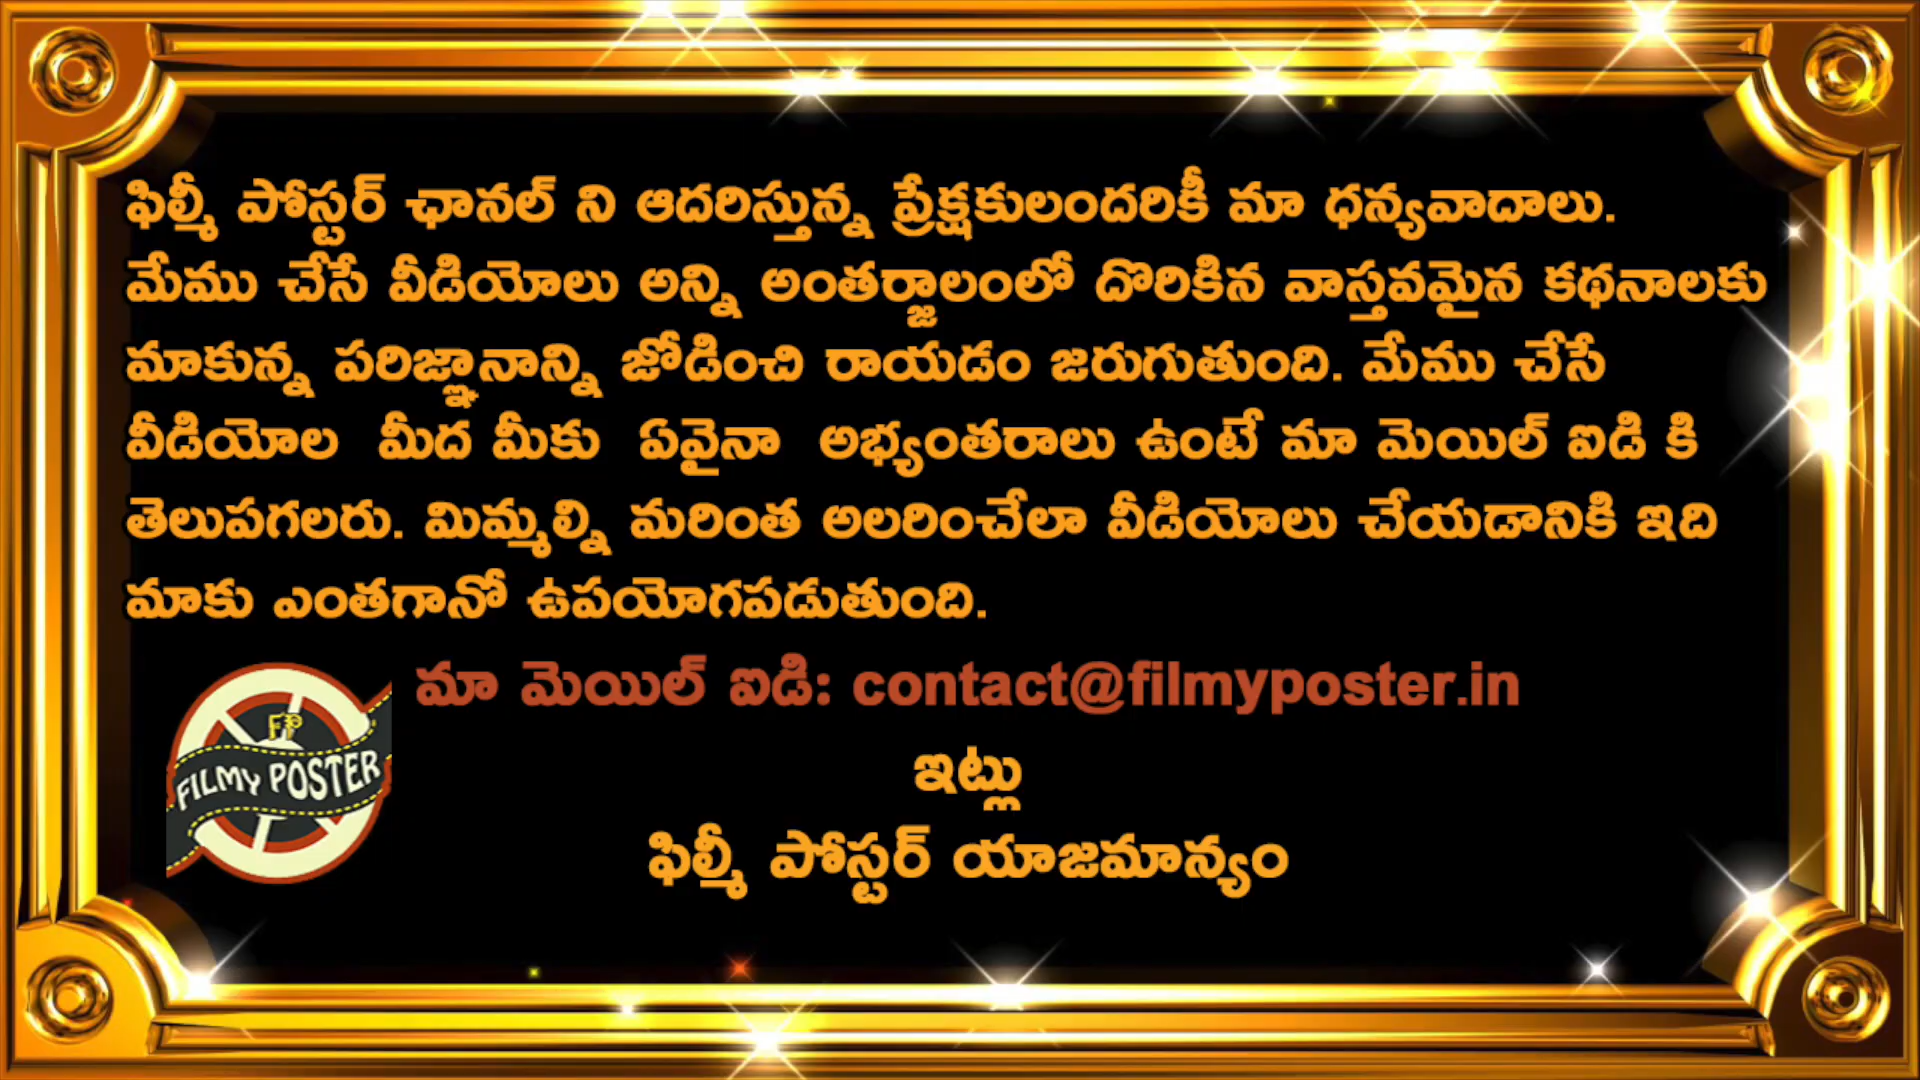 ఫిల్మీ పోస్టర్ ఛానల్ ని ఆదరిస్తున్న ప్రేక్షకులందరికీ మా ధన్యవాదాలు.
మేము చేసే వీడియోలు అన్ని అంతర్జాలంలో దొరికిన వాస్తవమైన కథనాలకు
మాకున్న పరిజ్ఞానాన్ని జోడించి రాయడం జరుగుతుంది. మేము చేసే
వీడియోల మీద మీకు ఏవైనా అభ్యంతరాలు ఉంటే మా మెయిల్ ఐడి కి
తెలుపగలరు. మిమ్మల్ని మరింత అలరించేలా వీడియోలు చేయడానికి ఇది
మాకు ఎంతగానో ఉపయోగపడుతుంది.
మా మెయిల్ ఐడి: contact@filmyposter.in
FP
FILMY POSTER
ఇట్లు
ఫిల్మీ పోస్టర్ యాజమాన్యం